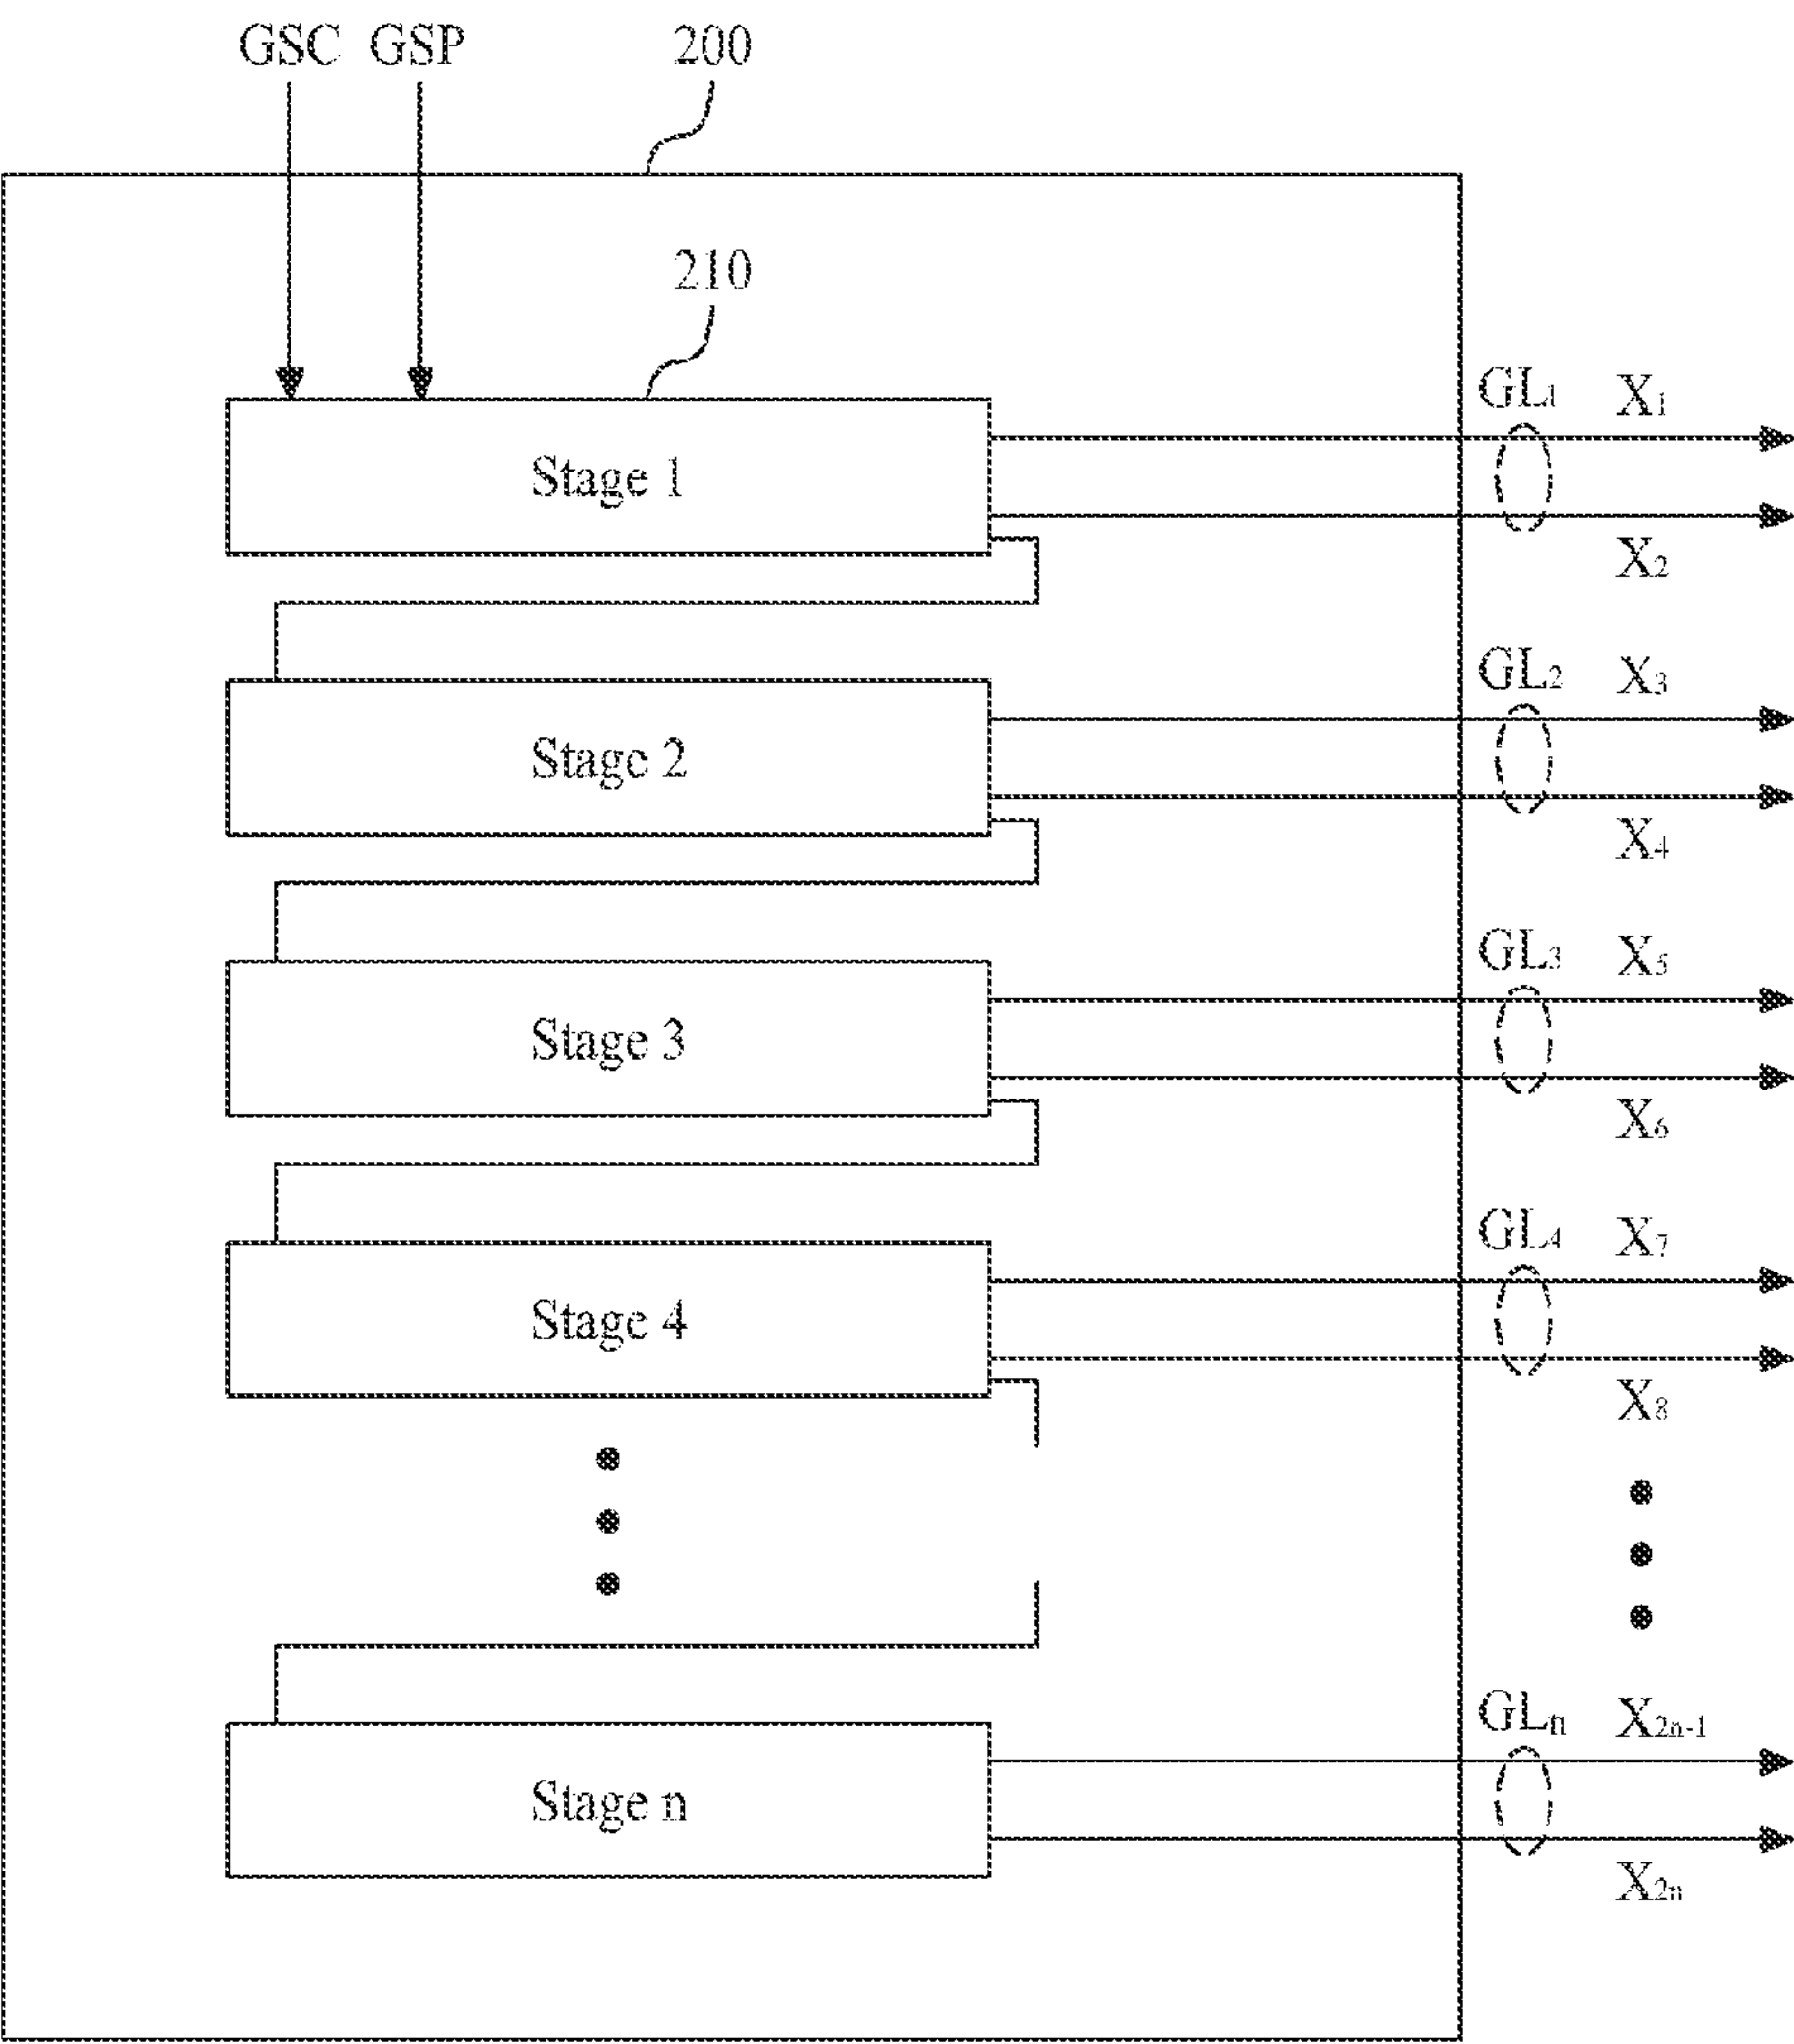 GSC GSP 200
210
GL1 X1
Stage 1
X2
GL2 X3
Stage 2
X4
GL3 X5
Stage 3
X6
GL4 X7
Stage 4
X8
GLn X2n-1
Stage n
X2n